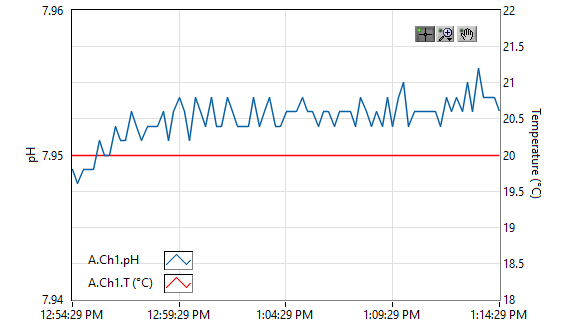 7.96
7.95
7.94
pH
22
21.5
21
20.5
20
19.5
19
18.5
18
Temperature (°C)
A.Ch1.pH
A.Ch1.T (°C)
12:54:29 PM 12:59:29 PM 1:04:29 PM 1:09:29 PM 1:14:29 PM